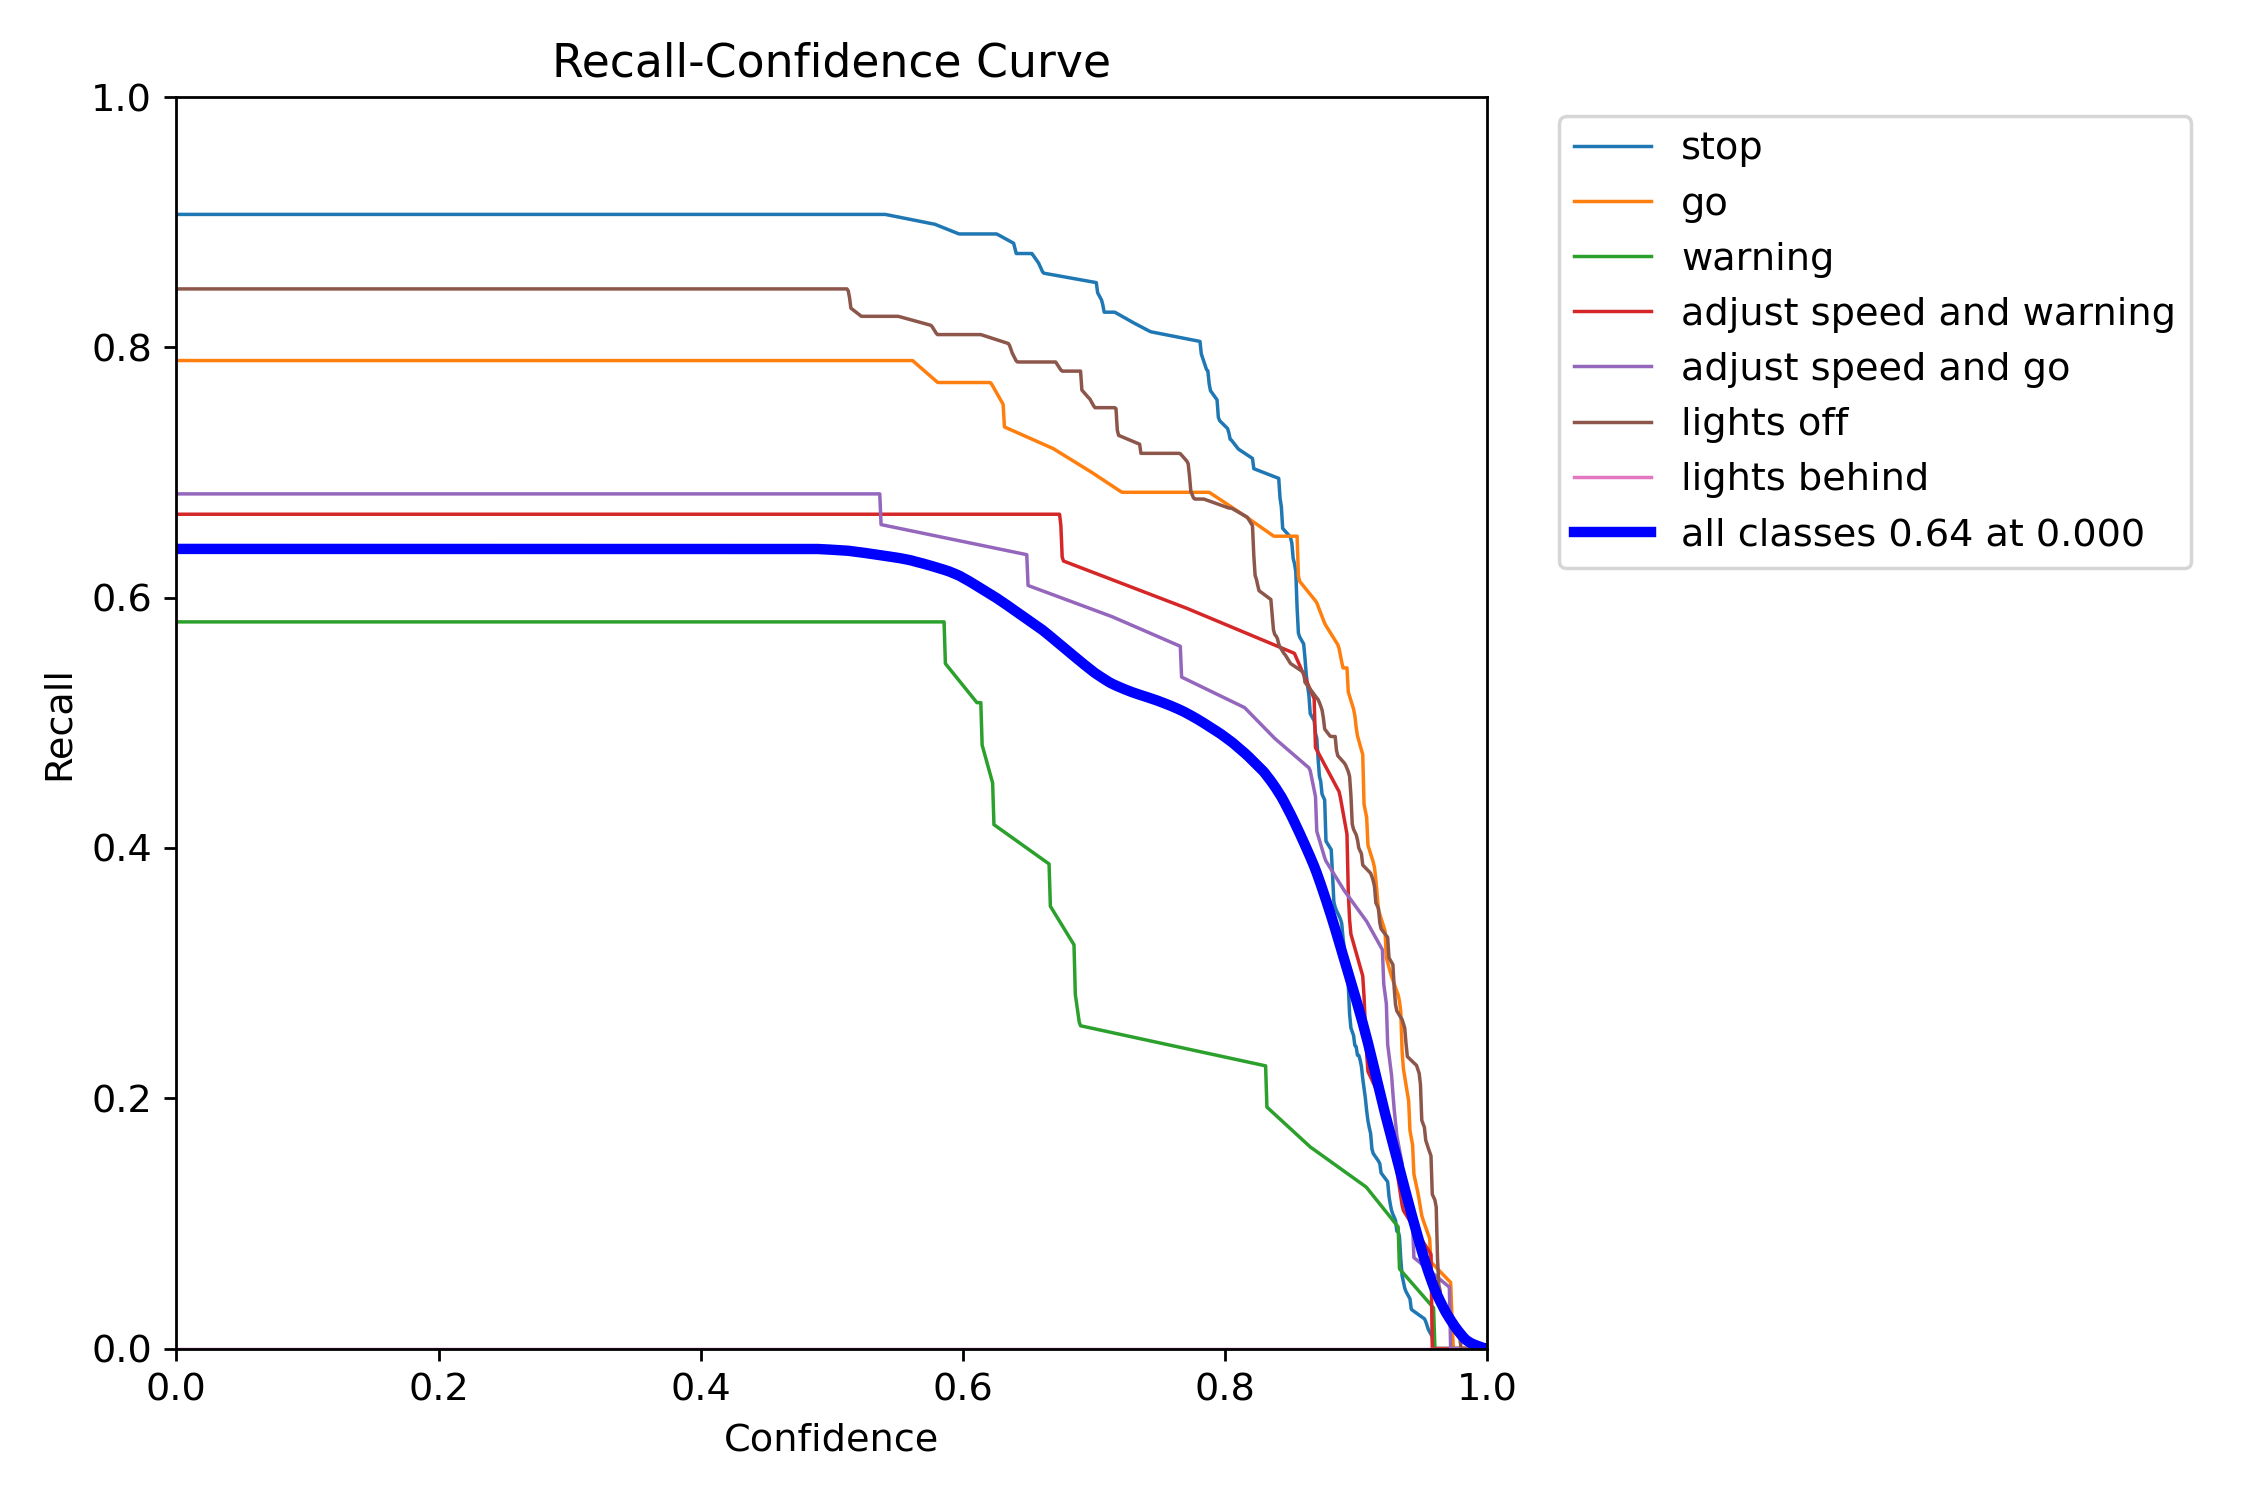 Recall-Confidence Curve
1.0
0.8
0.6
0.4
0.2
0.0
Recall
0.0 0.2 0.4 0.6 0.8 1.0
Confidence
stop
go
warning
adjust speed and warning
adjust speed and go
lights off
lights behind
all classes 0.64 at 0.000